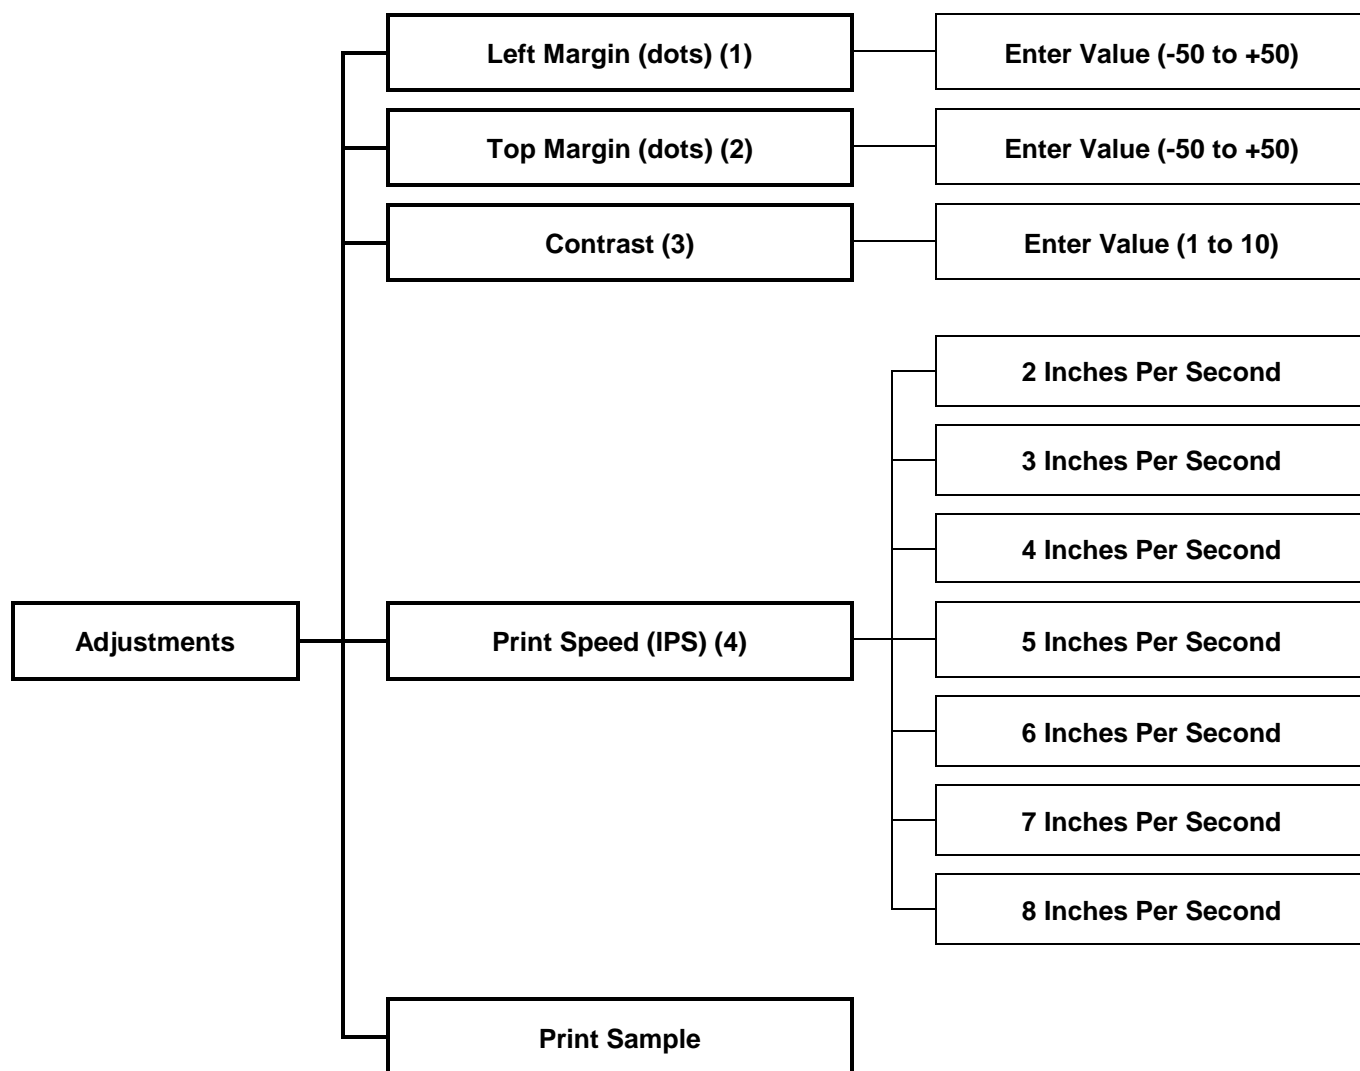 Left Margin (dots) (1)
Enter Value (-50 to +50)
Top Margin (dots) (2)
Enter Value (-50 to +50)
Contrast (3)
Enter Value (1 to 10)
2 Inches Per Second
3 Inches Per Second
4 Inches Per Second
Adjustments
Print Speed (IPS) (4)
5 Inches Per Second
6 Inches Per Second
7 Inches Per Second
8 Inches Per Second
Print Sample